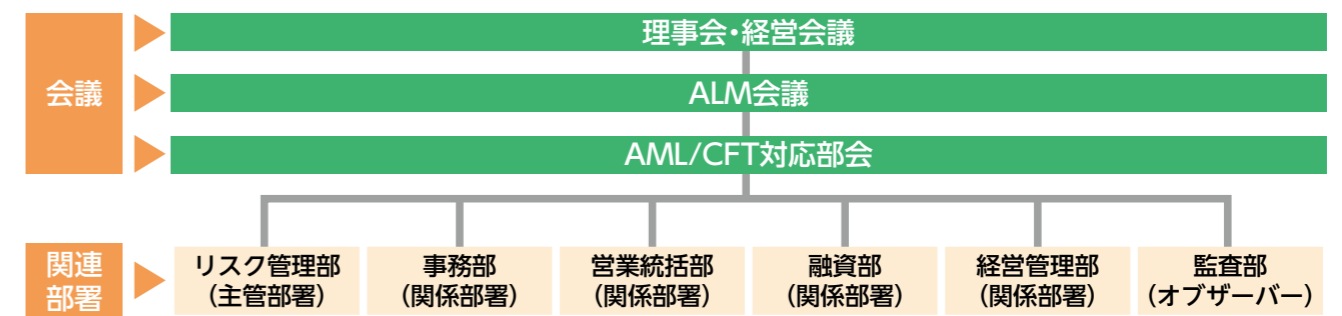 会議
理事会・経営会議
ALM会議
AML/CFT対応部会
関連
部署
リスク管理部
（主管部署）
事務部
（関係部署）
営業統括部
（関係部署）
融資部
（関係部署）
経営管理部
（関係部署）
監査部
（オブザーバー）